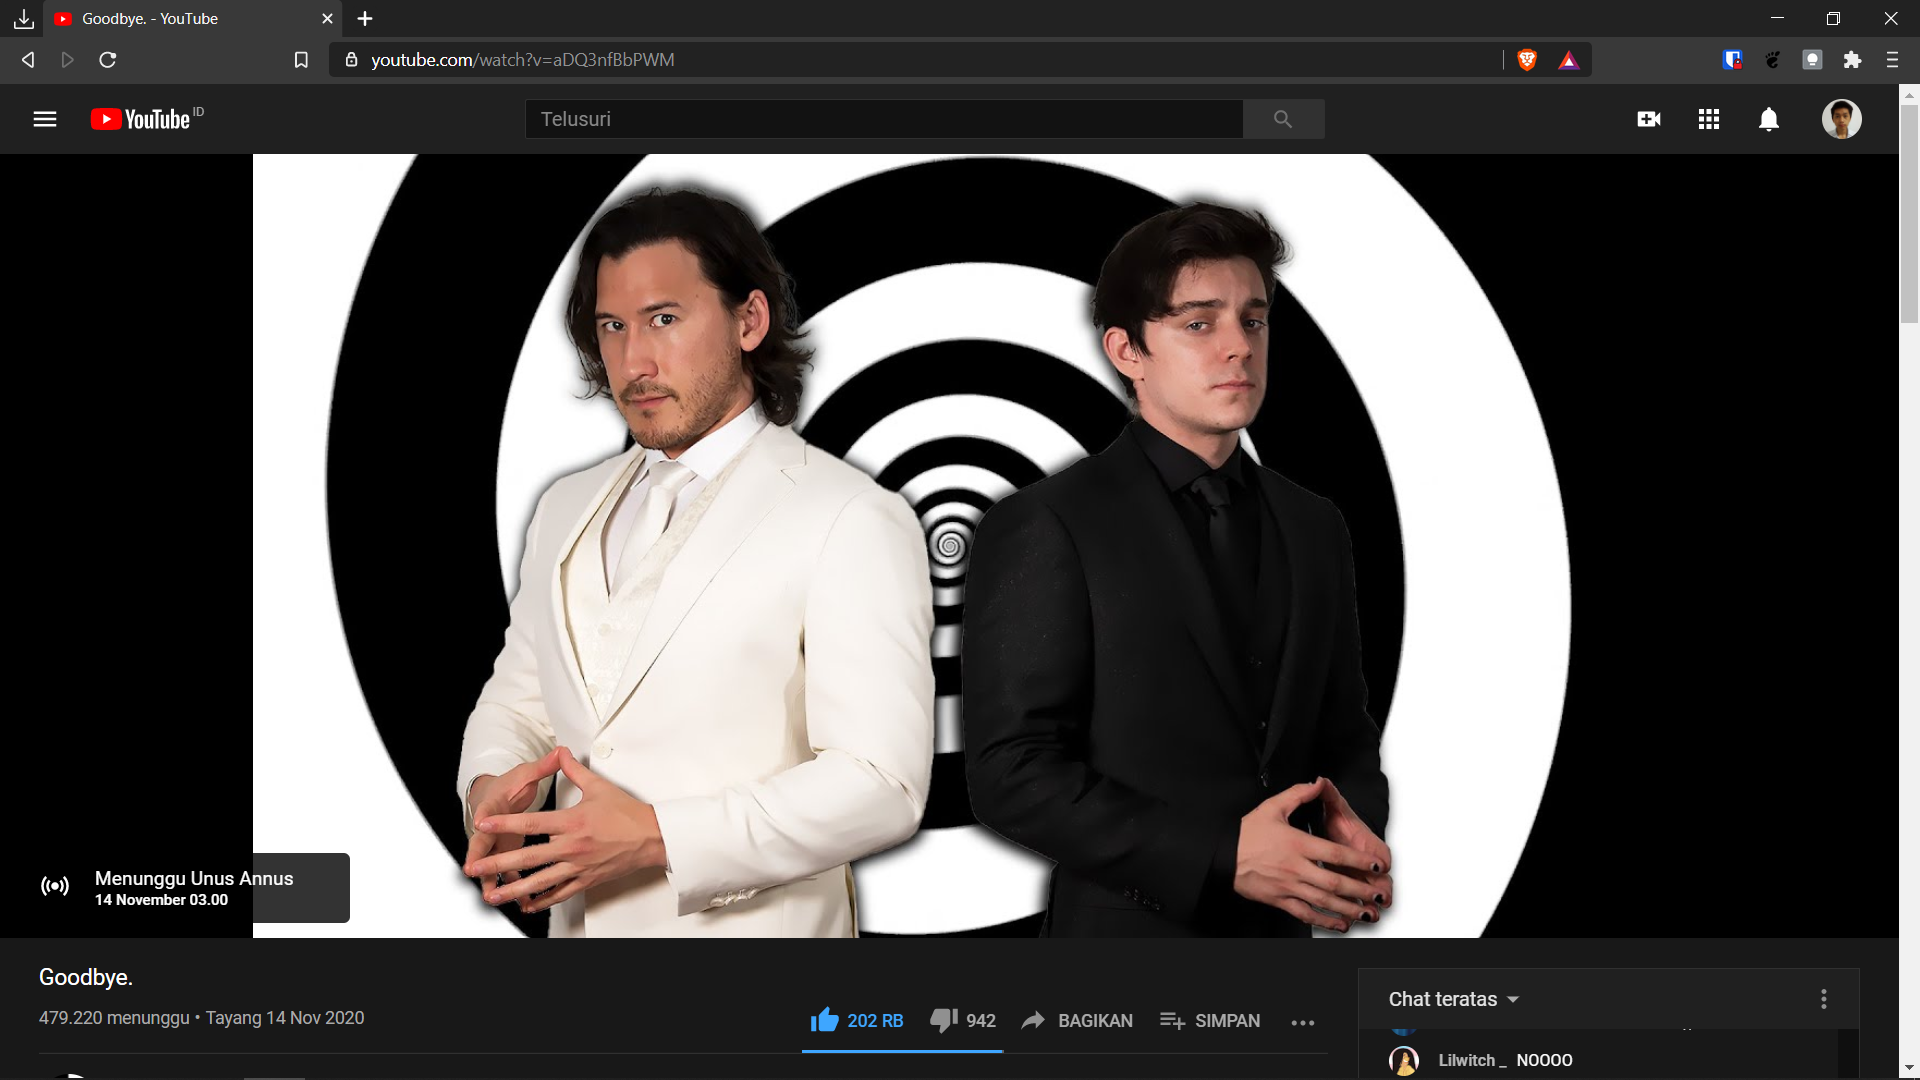 Goodbye. - YouTube
youtube.com/watch?v=aDQ3nfBbPWM
YouTube ID
Telusuri
Menunggu Unus Annus
14 November 03.00
Goodbye.
479.220 menunggu • Tayang 14 Nov 2020
202 RB
942
BAGIKAN
SIMPAN
Chat teratas
Lilwitch _ NOOOO